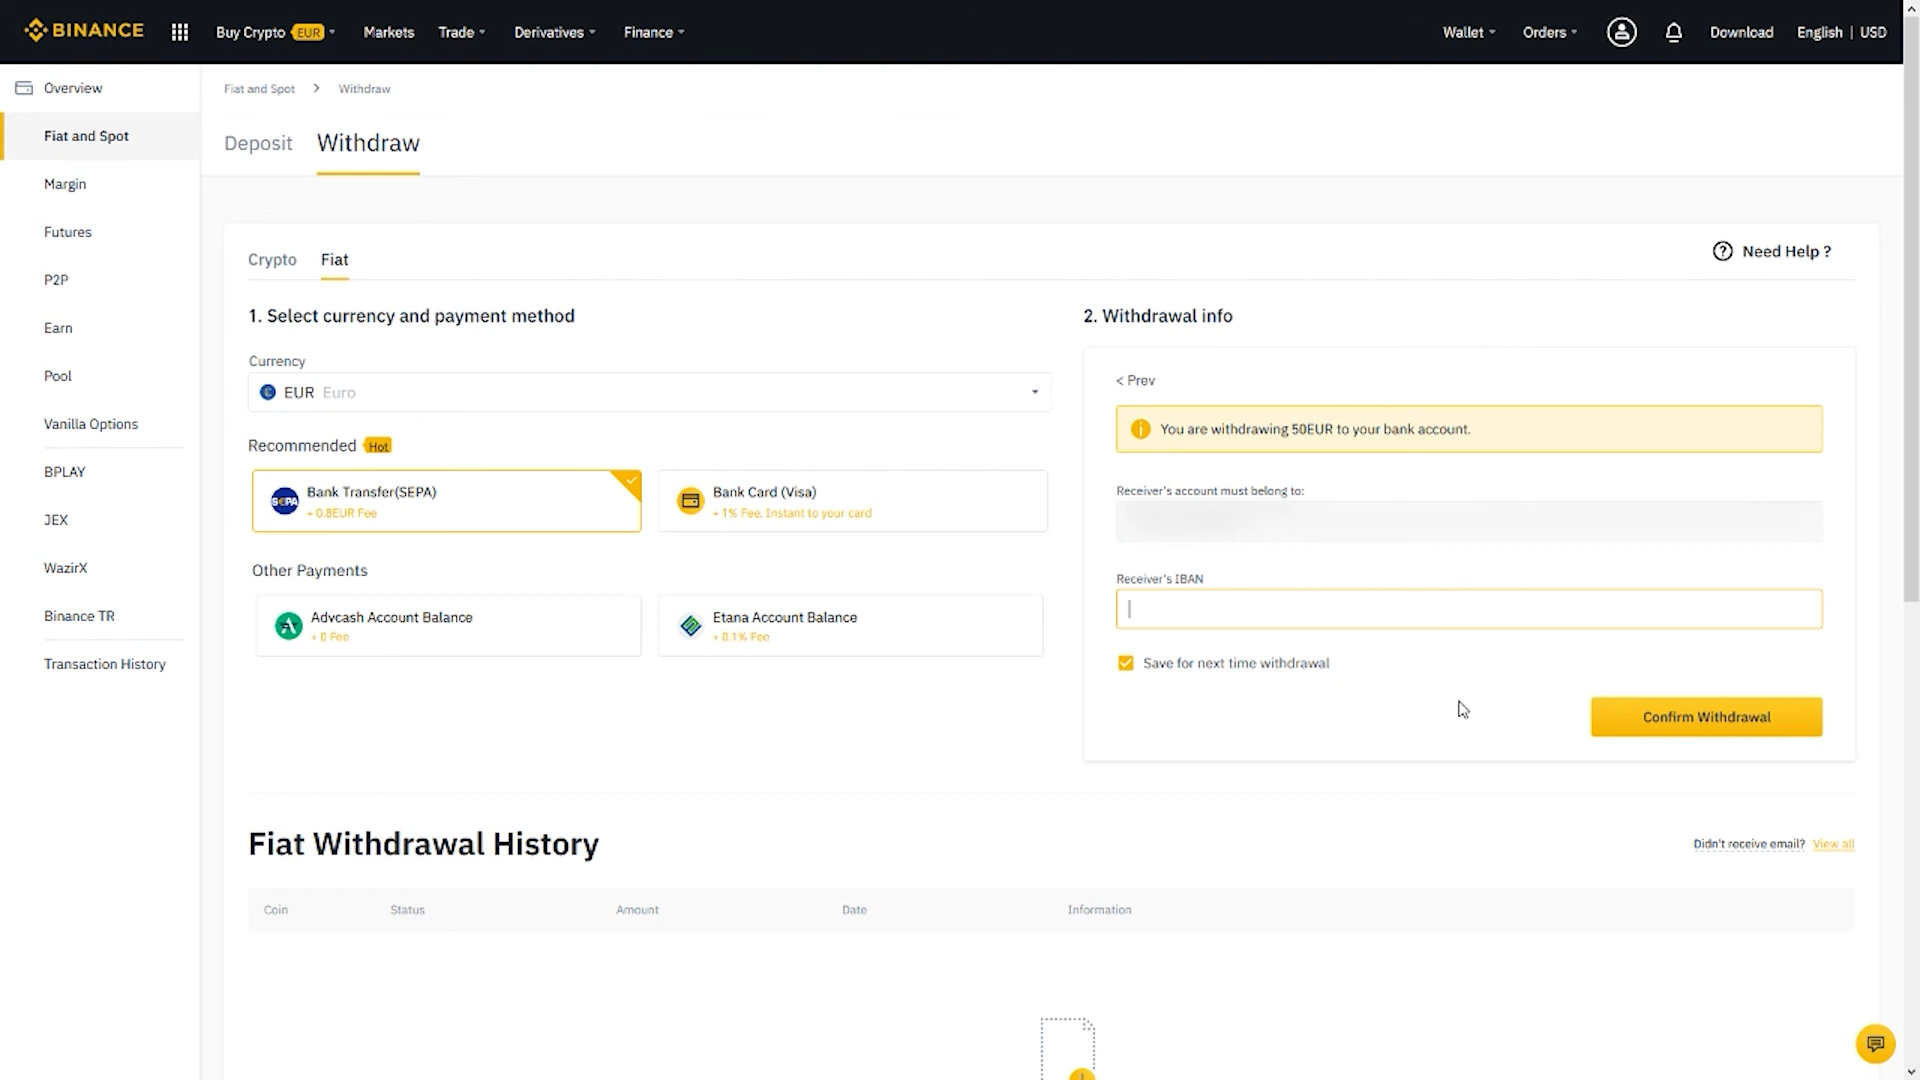 BINANCE
Buy Crypto EUR
Markets
Trade
Derivatives
Finance
Wallet
Orders
Download
English | USD
Overview
Fiat and Spot
Margin
Futures
P2P
Earn
Pool
Vanilla Options
BPLAY
JEX
WazirX
Binance TR
Transaction History
Fiat and Spot > Withdraw
Deposit
Withdraw
Crypto
Fiat
Need Help ?
1. Select currency and payment method
Currency
EUR Euro
Recommended Hot
SEPA
Bank Transfer(SEPA)
+ 0.8EUR Fee
Bank Card (Visa)
+ 1% Fee. Instant to your card
Other Payments
Advcash Account Balance
+ 0 Fee
Etana Account Balance
+ 0.1% Fee
2. Withdrawal info
< Prev
You are withdrawing 50EUR to your bank account.
Receiver's account must belong to:
Receiver's IBAN
Save for next time withdrawal
Confirm Withdrawal
Fiat Withdrawal History
Didn't receive email? View all
Coin
Status
Amount
Date
Information